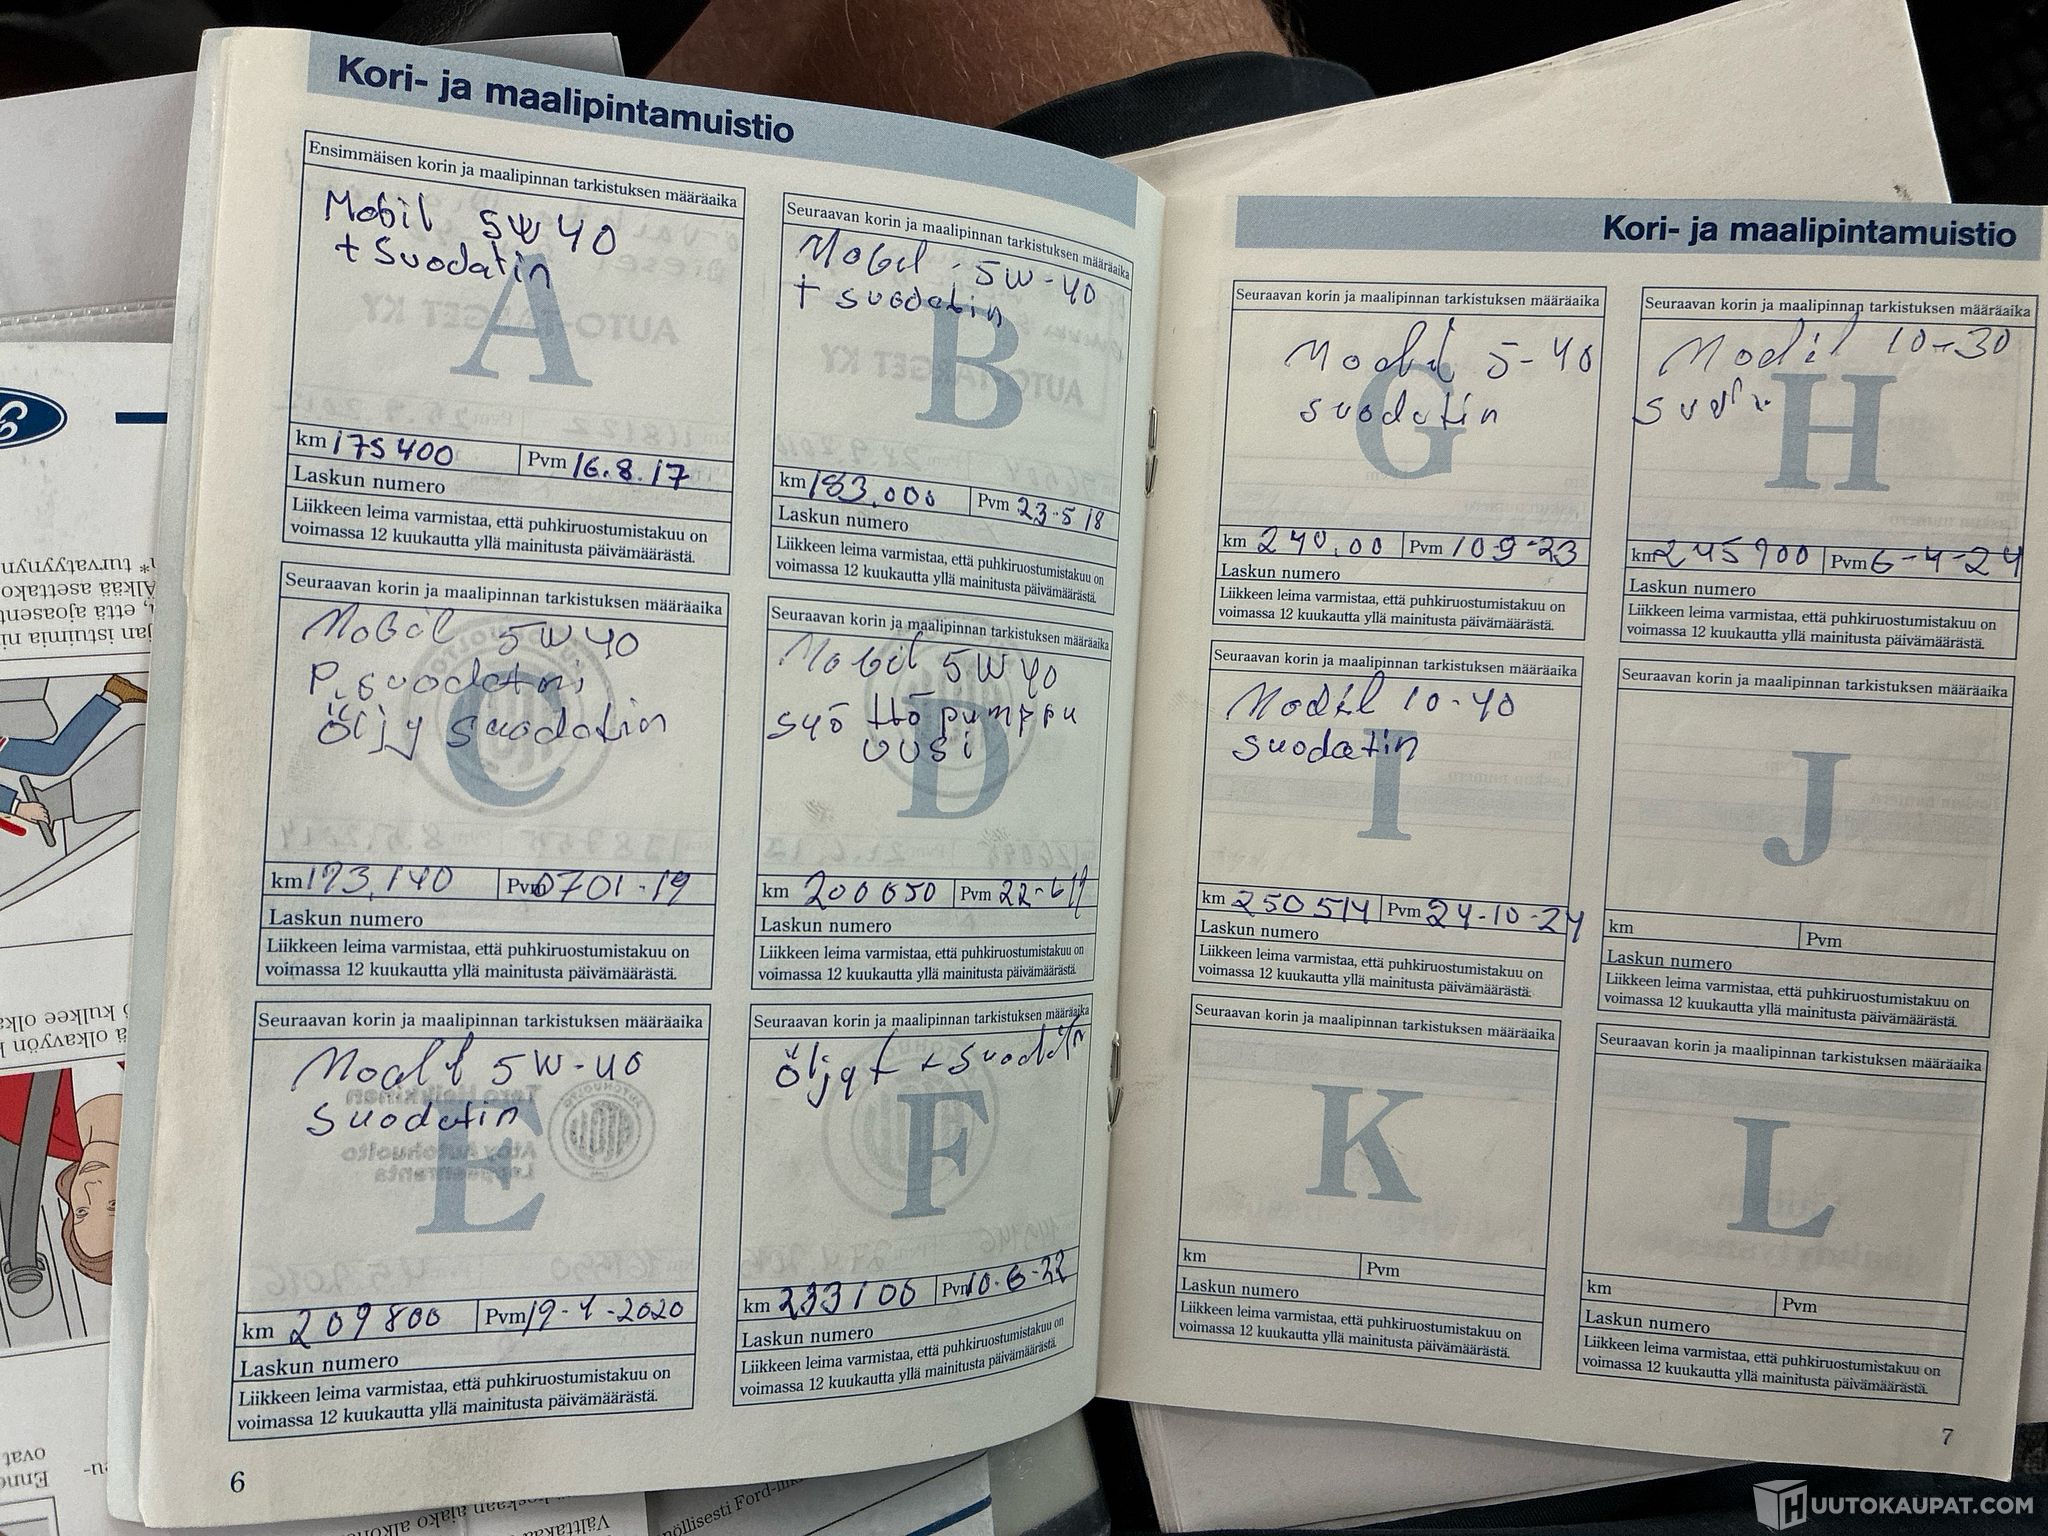 Kori- ja maalipintamuistio
Ensimmäisen korin ja maalipinnan tarkistuksen määräaika
Mobil 5W40
+ Suodatin
A
km 175400 Pvm 16.8.17
Laskun numero
Liikkeen leima varmistaa, että puhkiruostumistakuu on
voimassa 12 kuukautta yllä mainitusta päivämäärästä.
Seuraavan korin ja maalipinnan tarkistuksen määräaika
Mobil 5W-40
+ suodatin
B
km 183.000 Pvm 23-5 18
Laskun numero
Liikkeen leima varmistaa, että puhkiruostumistakuu on
voimassa 12 kuukautta yllä mainitusta päivämäärästä.
Seuraavan korin ja maalipinnan tarkistuksen määräaika
Mobil 5W40
P. suodatni
öljy suodatin
C
km 193,140 Pvm 0701-19
Laskun numero
Liikkeen leima varmistaa, että puhkiruostumistakuu on
voimassa 12 kuukautta yllä mainitusta päivämäärästä.
Seuraavan korin ja maalipinnan tarkistuksen määräaika
Mobil 5W40
syöttö pumppu
uusi
D
km 200650 Pvm 22-6 19
Laskun numero
Liikkeen leima varmistaa, että puhkiruostumistakuu on
voimassa 12 kuukautta yllä mainitusta päivämäärästä.
Seuraavan korin ja maalipinnan tarkistuksen määräaika
Mobil 5W-40
suodatin
E
km 209800 Pvm 19-1-2020
Laskun numero
Liikkeen leima varmistaa, että puhkiruostumistakuu on
voimassa 12 kuukautta yllä mainitusta päivämäärästä.
Seuraavan korin ja maalipinnan tarkistuksen määräaika
Öljyt + suodatin
F
km 233100 Pvm 10-6-22
Laskun numero
Liikkeen leima varmistaa, että puhkiruostumistakuu on
voimassa 12 kuukautta yllä mainitusta päivämäärästä.
6
Kori- ja maalipintamuistio
Seuraavan korin ja maalipinnan tarkistuksen määräaika
Mobil 5-40
suodatin
G
km 240.00 Pvm 10 9-23
Laskun numero
Liikkeen leima varmistaa, että puhkiruostumistakuu on
voimassa 12 kuukautta yllä mainitusta päivämäärästä.
Seuraavan korin ja maalipinnan tarkistuksen määräaika
Mobil 10-30
H
km 245900 Pvm 6-4-24
Laskun numero
Liikkeen leima varmistaa, että puhkiruostumistakuu on
voimassa 12 kuukautta yllä mainitusta päivämäärästä.
Seuraavan korin ja maalipinnan tarkistuksen määräaika
Mobil 10-40
suodatin
I
km 250514 Pvm 24-10-24
Laskun numero
Liikkeen leima varmistaa, että puhkiruostumistakuu on
voimassa 12 kuukautta yllä mainitusta päivämäärästä.
Seuraavan korin ja maalipinnan tarkistuksen määräaika
J
km Pvm
Laskun numero
Liikkeen leima varmistaa, että puhkiruostumistakuu on
voimassa 12 kuukautta yllä mainitusta päivämäärästä.
Seuraavan korin ja maalipinnan tarkistuksen määräaika
K
km Pvm
Laskun numero
Liikkeen leima varmistaa, että puhkiruostumistakuu on
voimassa 12 kuukautta yllä mainitusta päivämäärästä.
Seuraavan korin ja maalipinnan tarkistuksen määräaika
L
km Pvm
Laskun numero
Liikkeen leima varmistaa, että puhkiruostumistakuu on
voimassa 12 kuukautta yllä mainitusta päivämäärästä.
7
HUUTOKAUPAT.COM